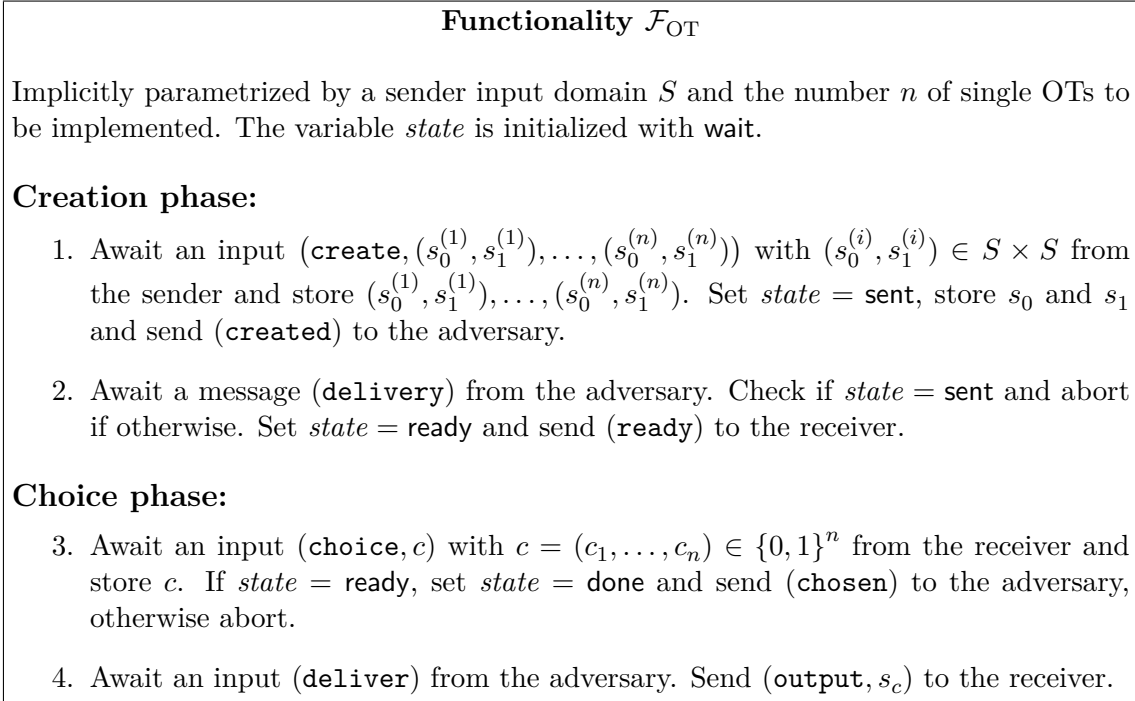 Functionality $\mathcal{F}_{\mathrm{OT}}$
Implicitly parametrized by a sender input domain $S$ and the number $n$ of single OTs to
be implemented. The variable $state$ is initialized with wait.
Creation phase:
1. Await an input $(\texttt{create}, (s_0^{(1)}, s_1^{(1)}), \ldots, (s_0^{(n)}, s_1^{(n)}))$ with $(s_0^{(i)}, s_1^{(i)}) \in S \times S$ from
the sender and store $(s_0^{(1)}, s_1^{(1)}), \ldots, (s_0^{(n)}, s_1^{(n)})$. Set $state$ = sent, store $s_0$ and $s_1$
and send (created) to the adversary.
2. Await a message (delivery) from the adversary. Check if $state$ = sent and abort
if otherwise. Set $state$ = ready and send (ready) to the receiver.
Choice phase:
3. Await an input (choice, $c$) with $c = (c_1, \ldots, c_n) \in \{0, 1\}^n$ from the receiver and
store $c$. If $state$ = ready, set $state$ = done and send (chosen) to the adversary,
otherwise abort.
4. Await an input (deliver) from the adversary. Send (output, $s_c$) to the receiver.